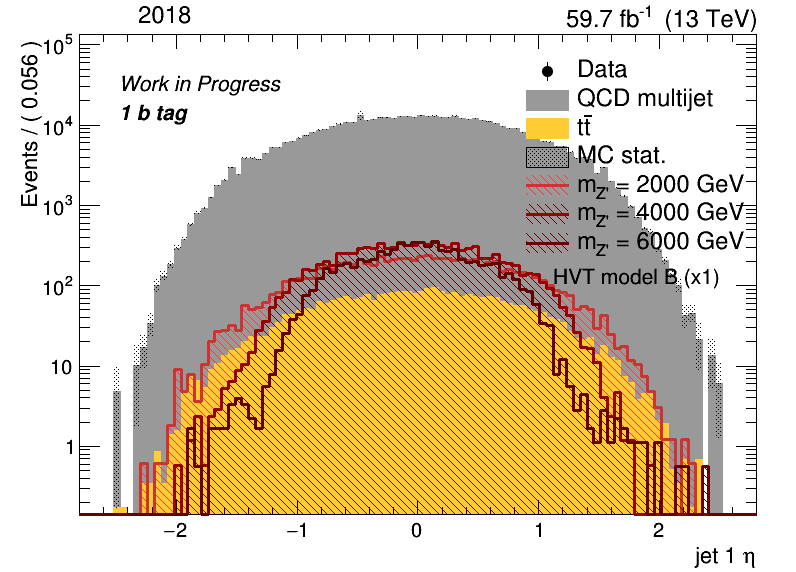 2018 59.7 fb⁻¹ (13 TeV)
Events / ( 0.056 )
Work in Progress
1 b tag
Data
QCD multijet
tt̄
MC stat.
m_Z' = 2000 GeV
m_Z' = 4000 GeV
m_Z' = 6000 GeV
HVT model B (x1)
10⁵
10⁴
10³
10²
10
1
−2 −1 0 1 2
jet 1 η